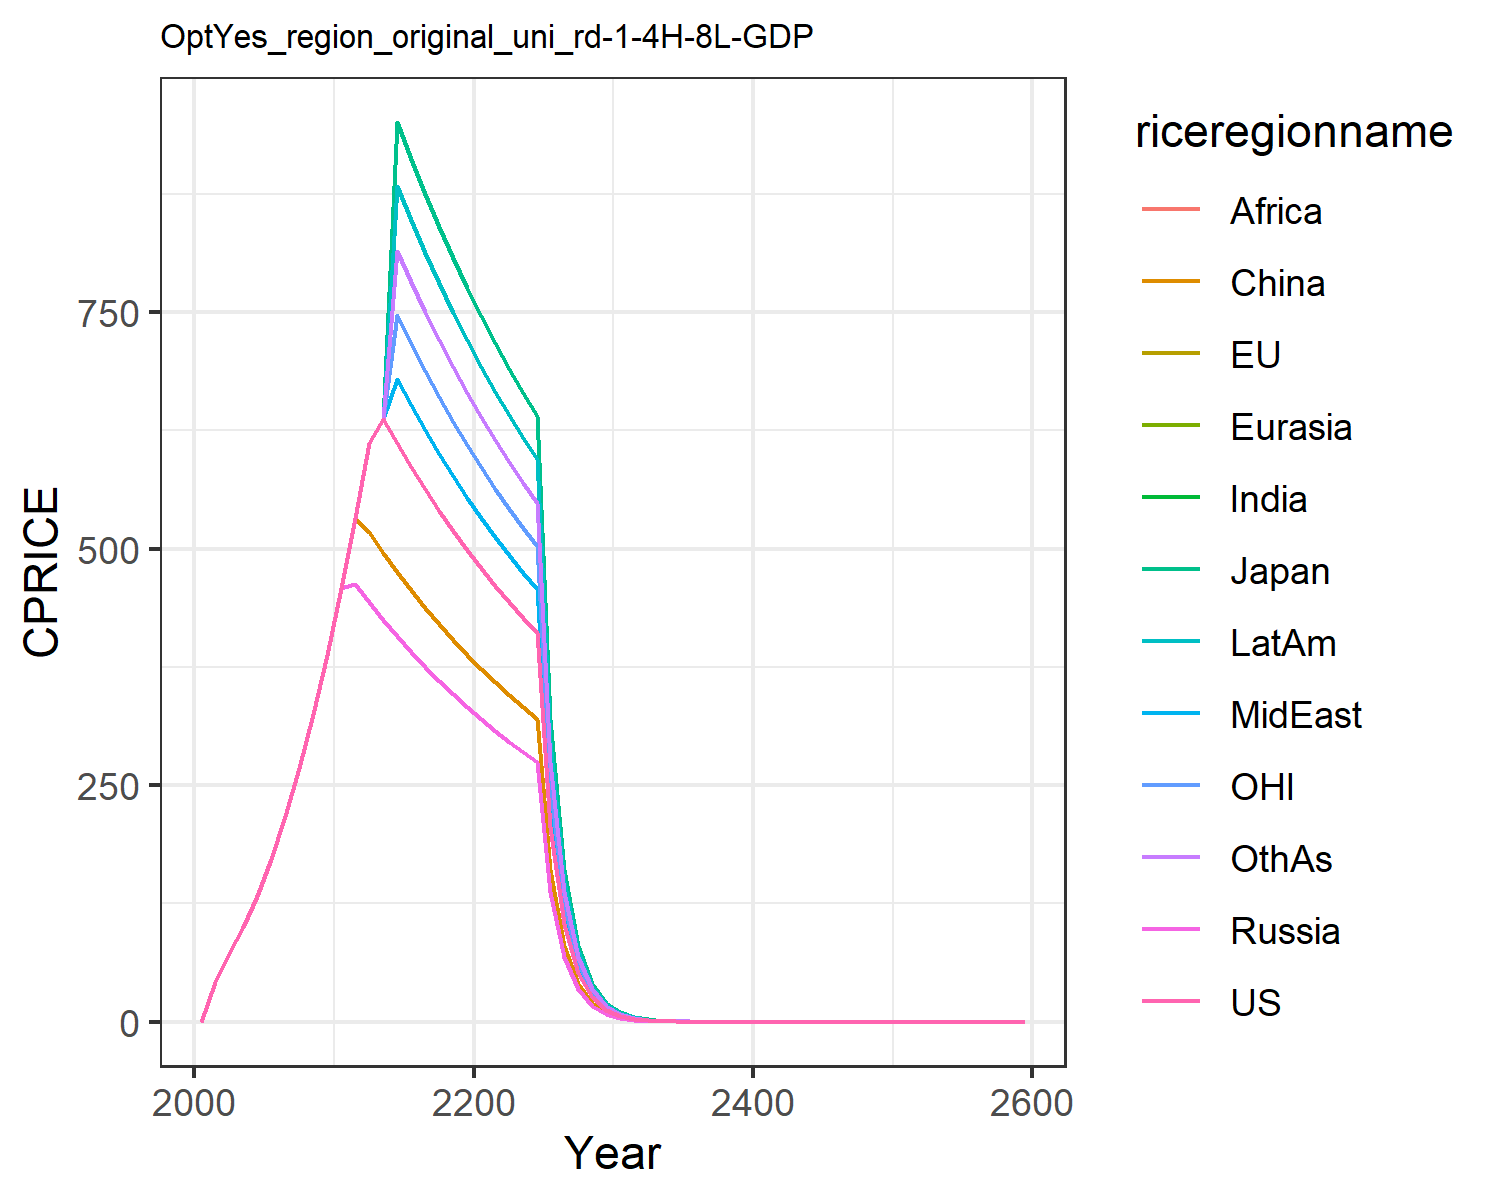 OptYes_region_original_uni_rd-1-4H-8L-GDP
CPRICE
750
500
250
0
2000
2200
2400
2600
Year
riceregionname
Africa
China
EU
Eurasia
India
Japan
LatAm
MidEast
OHI
OthAs
Russia
US